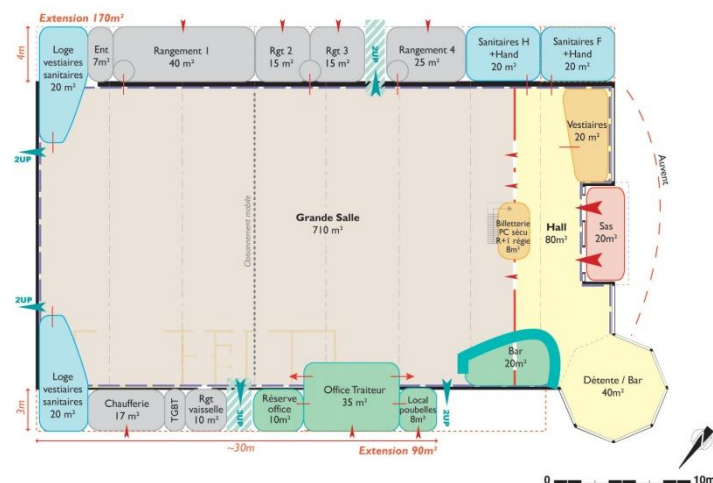 Extension 170m²
4m
Loge
vestiaires
sanitaires
20 m²
Ent
7m²
Rangement 1
40 m²
Rgt 2
15 m²
Rgt 3
15 m²
2UP
Rangement 4
25 m²
Sanitaires H
+Hand
20 m²
Sanitaires F
+Hand
20 m²
2UP
Vestiaires
20 m²
Auvent
Cloisonnement mobile
Grande Salle
710 m²
Billetterie
PC sécu
R+1 régie
8m²
Hall
80m²
Sas
20m²
2UP
Loge
vestiaires
sanitaires
20 m²
Bar
20m²
Détente / Bar
40m²
3m
Chaufferie
17 m²
TGBT
Rgt
vaisselle
10 m²
3UP
Réserve
office
10m²
Office Traiteur
35 m²
Local
poubelles
8m²
2UP
~30m
Extension 90m²
0
10m